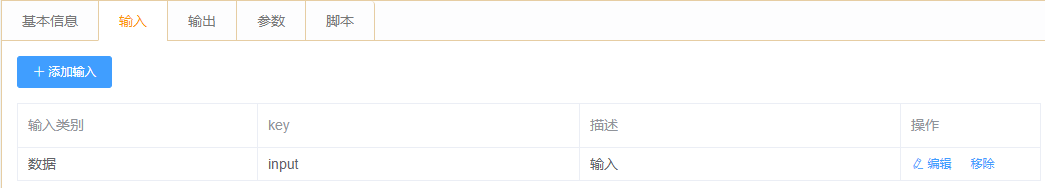 基本信息 输入 输出 参数 脚本
+ 添加输入
输入类别 key 描述 操作
数据 input 输入 编辑 移除